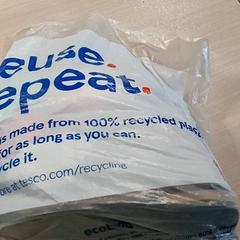 euse.
epeat.
s made from 100% recycled plas
for as long as you can.
cle it.
ore at tesco.com/recycling